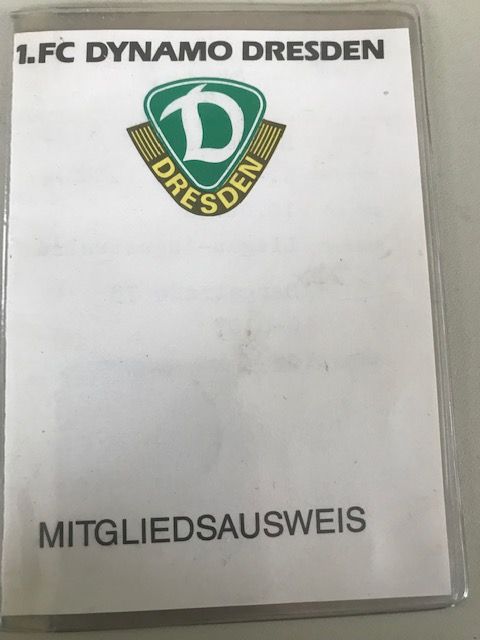 1.FC DYNAMO DRESDEN
D
DRESDEN
MITGLIEDSAUSWEIS